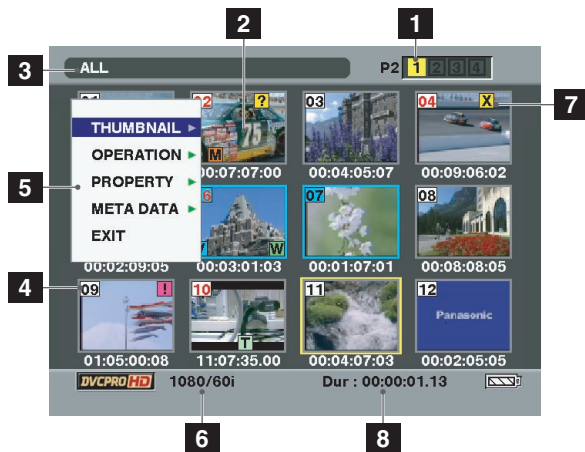 2 1
3 ALL P2 1 2 3 4
02 ? 03 04 X 7
75
M
00:07:07:00 00:04:05:07 00:09:06:02
THUMBNAIL
OPERATION
PROPERTY
META DATA
EXIT
5
07 08
W
00:02:09:05 00:03:01:03 00:01:07:01 00:08:08:05
4 09 ! 10 11 12
T
Panasonic
01:05:00:08 11:07:35.00 00:04:07:03 00:02:05:05
DVCPRO HD 1080/60i Dur : 00:00:01.13
6 8